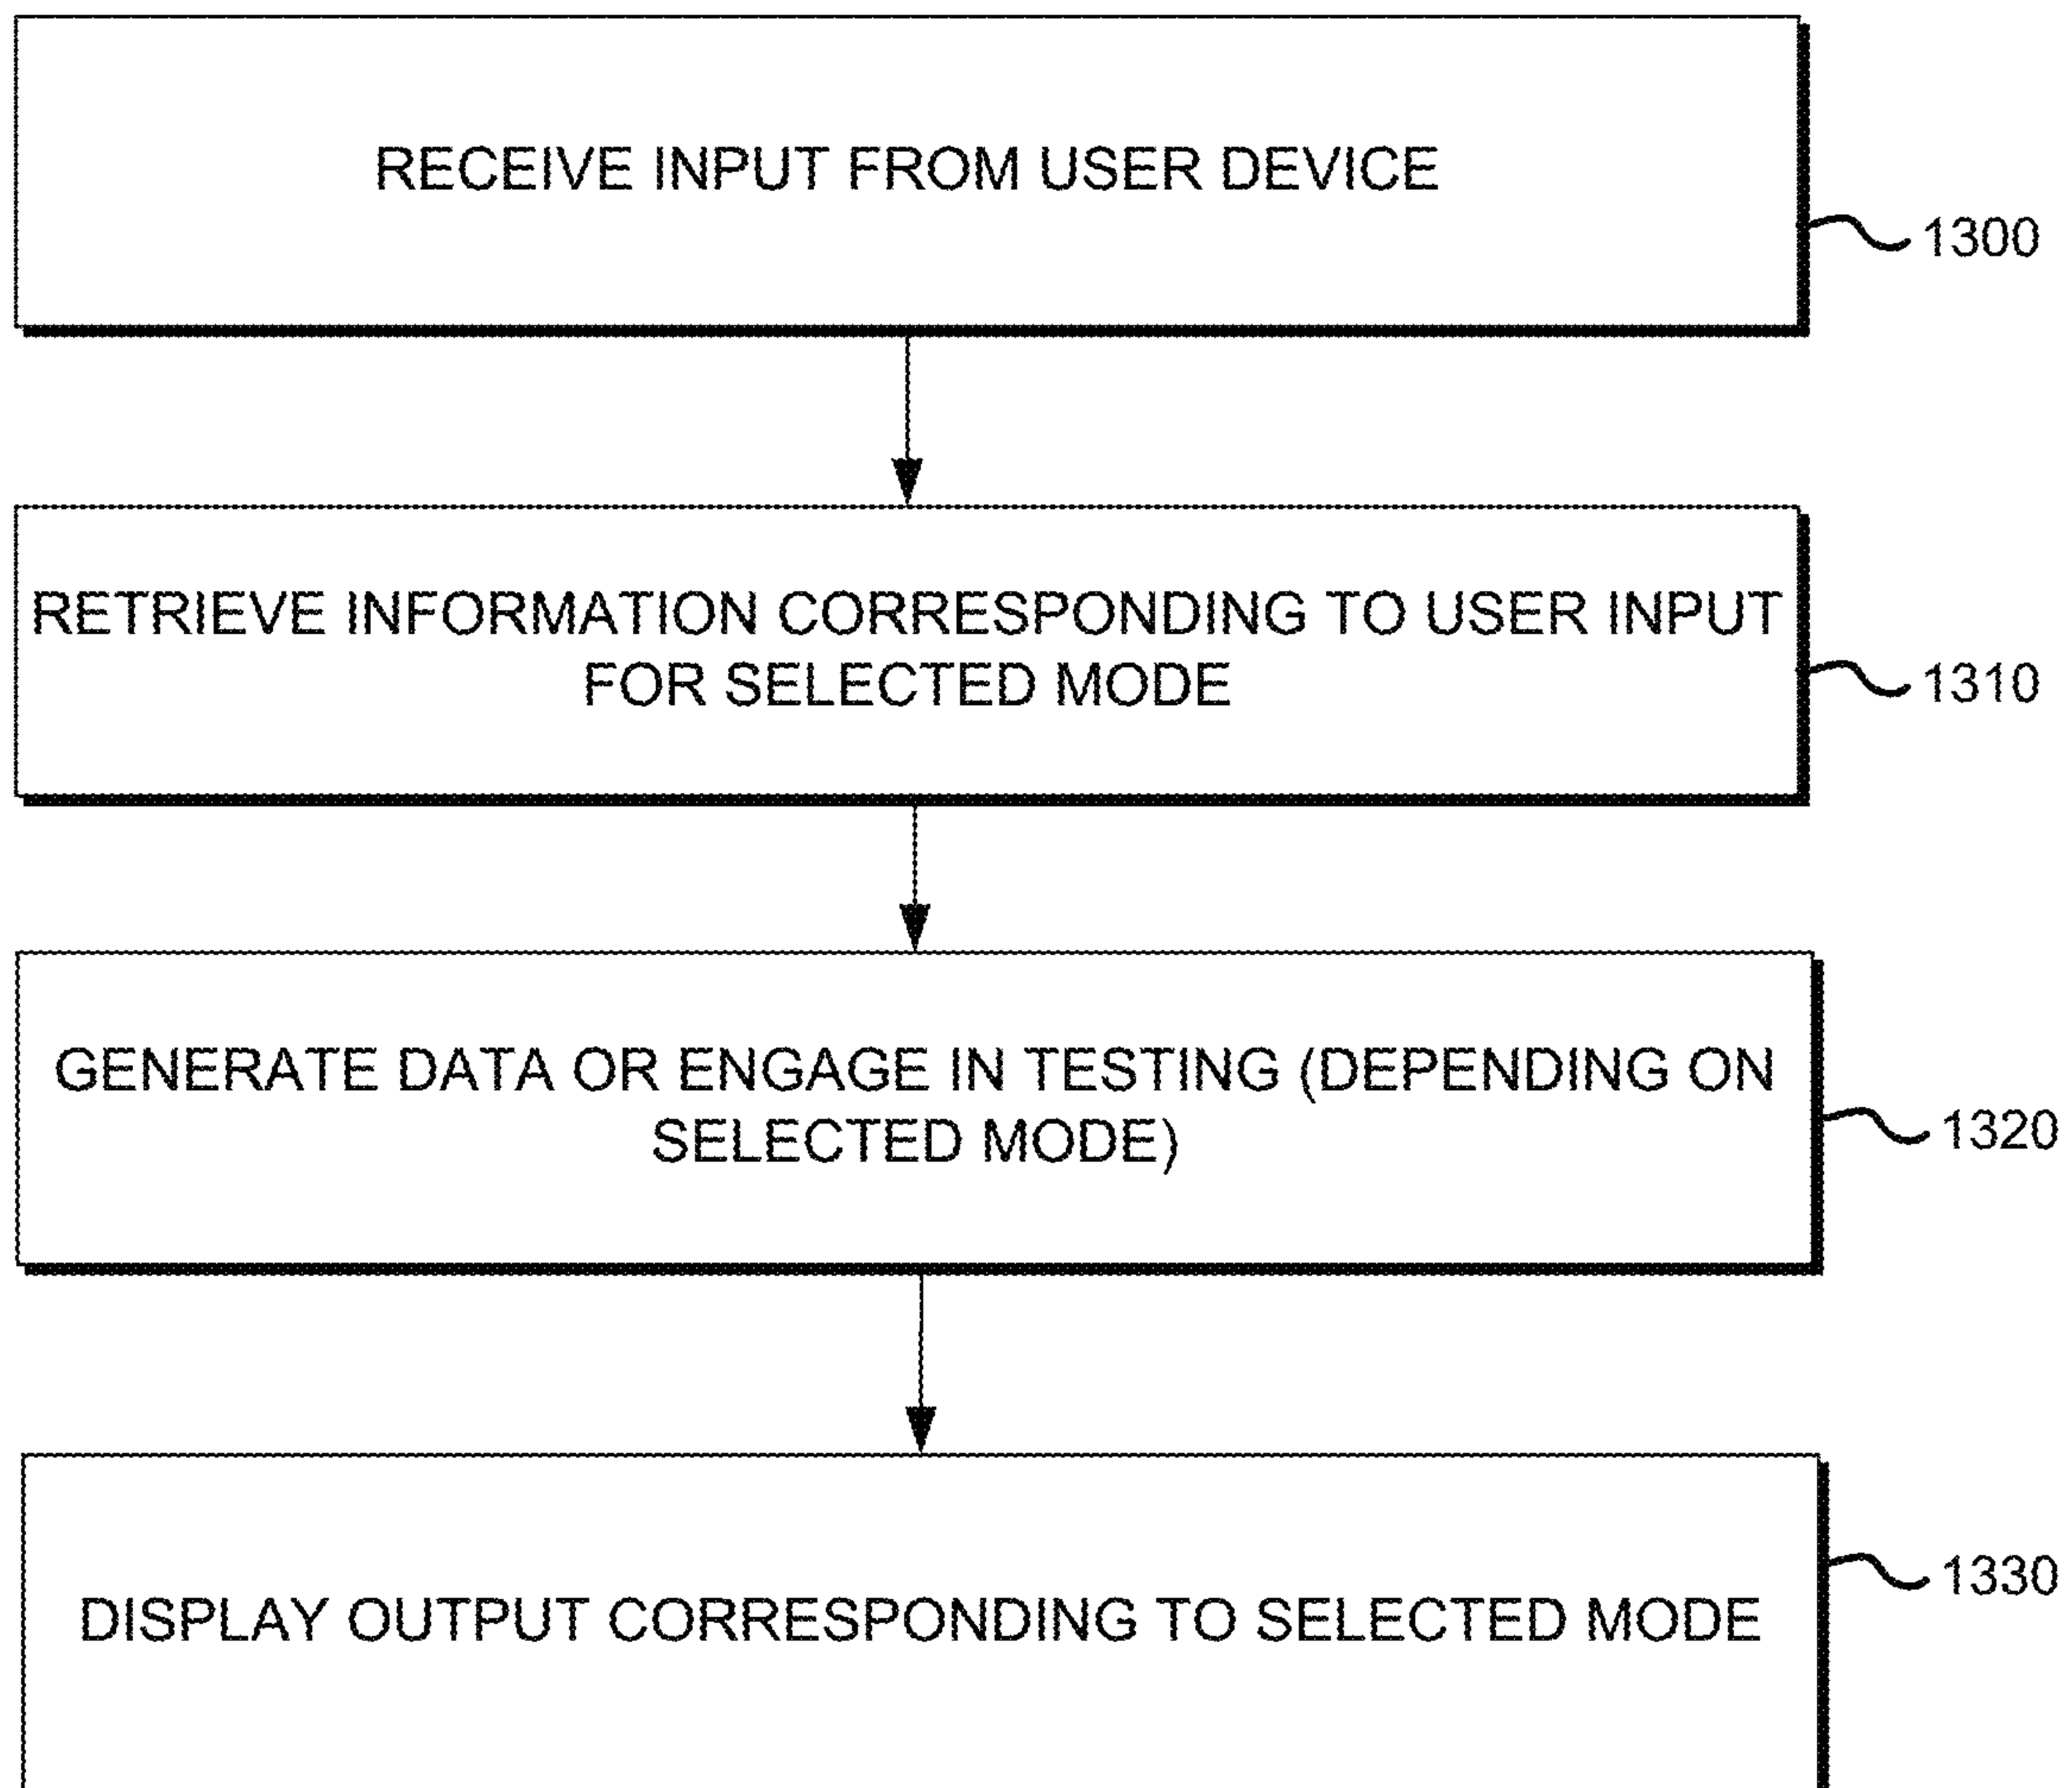 RECEIVE INPUT FROM USER DEVICE
1300
RETRIEVE INFORMATION CORRESPONDING TO USER INPUT
FOR SELECTED MODE
1310
GENERATE DATA OR ENGAGE IN TESTING (DEPENDING ON
SELECTED MODE)
1320
DISPLAY OUTPUT CORRESPONDING TO SELECTED MODE
1330